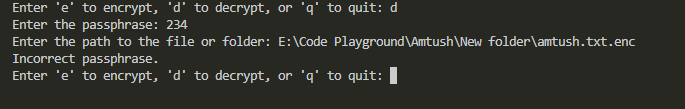 Enter 'e' to encrypt, 'd' to decrypt, or 'q' to quit: d
Enter the passphrase: 234
Enter the path to the file or folder: E:\Code Playground\Amtush\New folder\amtush.txt.enc
Incorrect passphrase.
Enter 'e' to encrypt, 'd' to decrypt, or 'q' to quit: